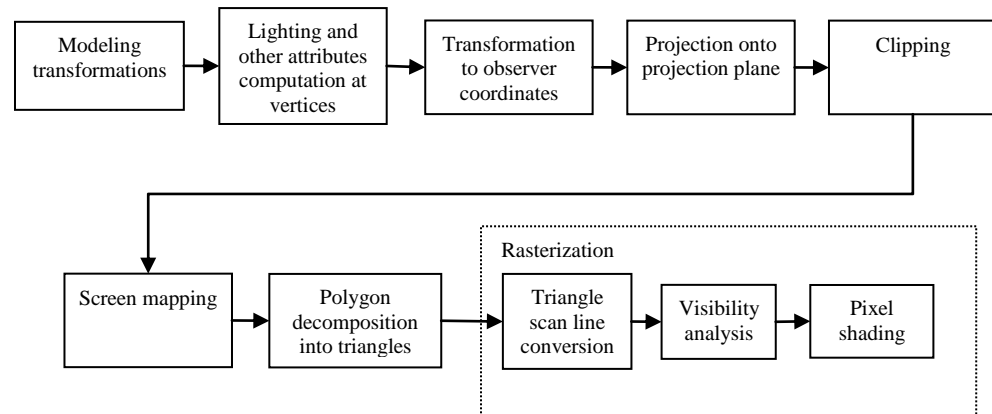 Modeling
transformations
Lighting and
other attributes
computation at
vertices
Transformation
to observer
coordinates
Projection onto
projection plane
Clipping
Screen mapping
Polygon
decomposition
into triangles
Rasterization
Triangle
scan line
conversion
Visibility
analysis
Pixel
shading